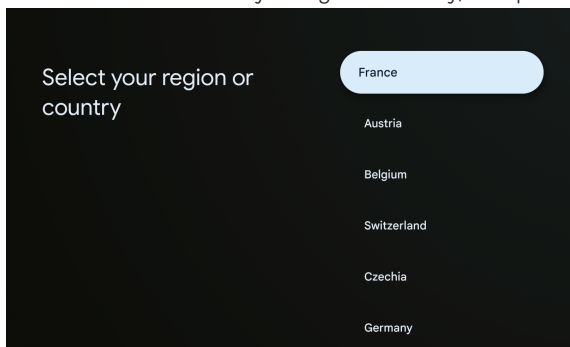 Select your region or
country
France
Austria
Belgium
Switzerland
Czechia
Germany